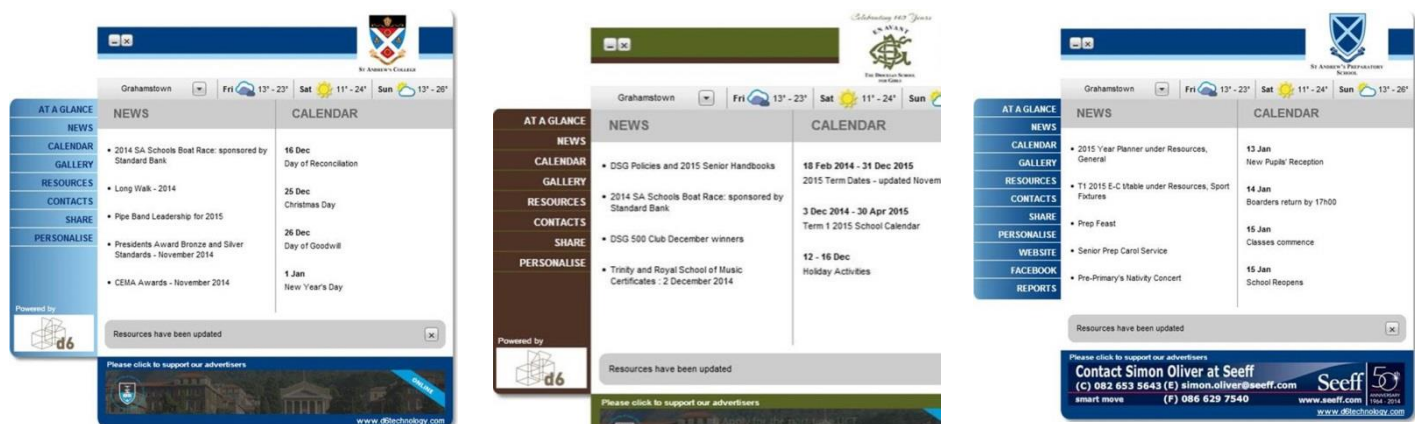 ST ANDREW'S COLLEGE
Grahamstown Fri 13° - 23° Sat 11° - 24° Sun 13° - 26°
AT A GLANCE
NEWS
CALENDAR
GALLERY
RESOURCES
CONTACTS
SHARE
PERSONALISE
Powered by
d6
NEWS
• 2014 SA Schools Boat Race: sponsored by
Standard Bank
• Long Walk - 2014
• Pipe Band Leadership for 2015
• Presidents Award Bronze and Silver
Standards - November 2014
• CEMA Awards - November 2014
CALENDAR
16 Dec
Day of Reconciliation
25 Dec
Christmas Day
26 Dec
Day of Goodwill
1 Jan
New Year's Day
Resources have been updated
Please click to support our advertisers
ONLINE
www.d6technology.com
Celebrating 140 Years
EN AVANT
THE DIOCESAN SCHOOL
FOR GIRLS
Grahamstown Fri 13° - 23° Sat 11° - 24° Sun
AT A GLANCE
NEWS
CALENDAR
GALLERY
RESOURCES
CONTACTS
SHARE
PERSONALISE
Powered by
d6
NEWS
• DSG Policies and 2015 Senior Handbooks
• 2014 SA Schools Boat Race: sponsored by
Standard Bank
• DSG 500 Club December winners
• Trinity and Royal School of Music
Certificates : 2 December 2014
CALENDAR
18 Feb 2014 - 31 Dec 2015
2015 Term Dates - updated Novem
3 Dec 2014 - 30 Apr 2015
Term 1 2015 School Calendar
12 - 16 Dec
Holiday Activities
Resources have been updated
Please click to support our advertisers
ST ANDREW'S PREPARATORY
SCHOOL
Grahamstown Fri 13° - 23° Sat 11° - 24° Sun 13° - 26°
AT A GLANCE
NEWS
CALENDAR
GALLERY
RESOURCES
CONTACTS
SHARE
PERSONALISE
WEBSITE
FACEBOOK
REPORTS
NEWS
• 2015 Year Planner under Resources,
General
• T1 2015 E-C t/table under Resources, Sport
Fixtures
• Prep Feast
• Senior Prep Carol Service
• Pre-Primary's Nativity Concert
CALENDAR
13 Jan
New Pupils' Reception
14 Jan
Boarders return by 17h00
15 Jan
Classes commence
15 Jan
School Reopens
Resources have been updated
Please click to support our advertisers
Contact Simon Oliver at Seeff
(C) 082 653 5643 (E) simon.oliver@seeff.com
smart move (F) 086 629 7540
Seeff
www.seeff.com
50
ANNIVERSARY
1964 - 2014
www.d6technology.com